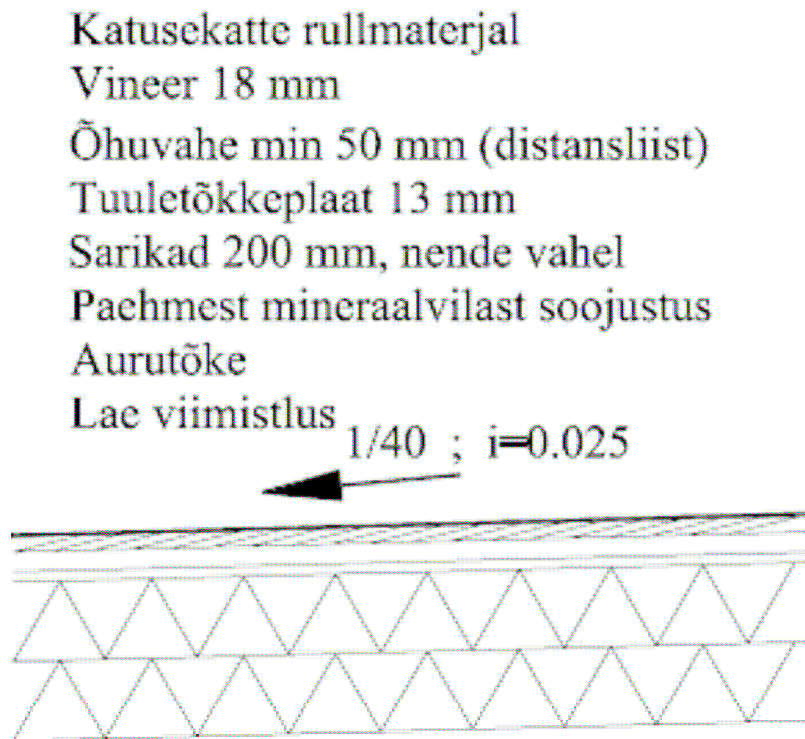 Katusekatte rullmaterjal
Vineer 18 mm
Õhuvahe min 50 mm (distansliist)
Tuuletõkkeplaat 13 mm
Sarikad 200 mm, nende vahel
Paehmest mineraalvilast soojustus
Aurutõke
Lae viimistlus
1/40 ; i=0.025